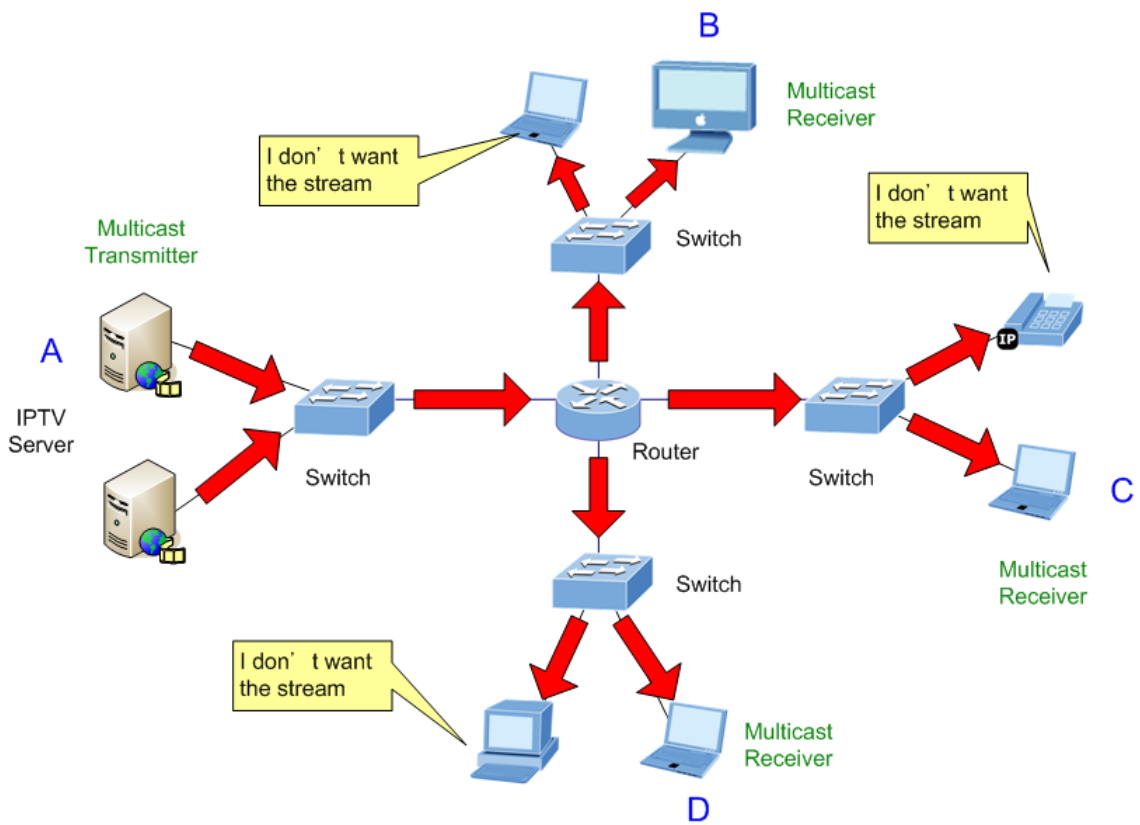 B
Multicast
Receiver
I don' t want
the stream
I don' t want
the stream
Switch
Multicast
Transmitter
A
IPTV
Server
Switch
Router
IP
Switch
C
Multicast
Receiver
Switch
I don' t want
the stream
Multicast
Receiver
D